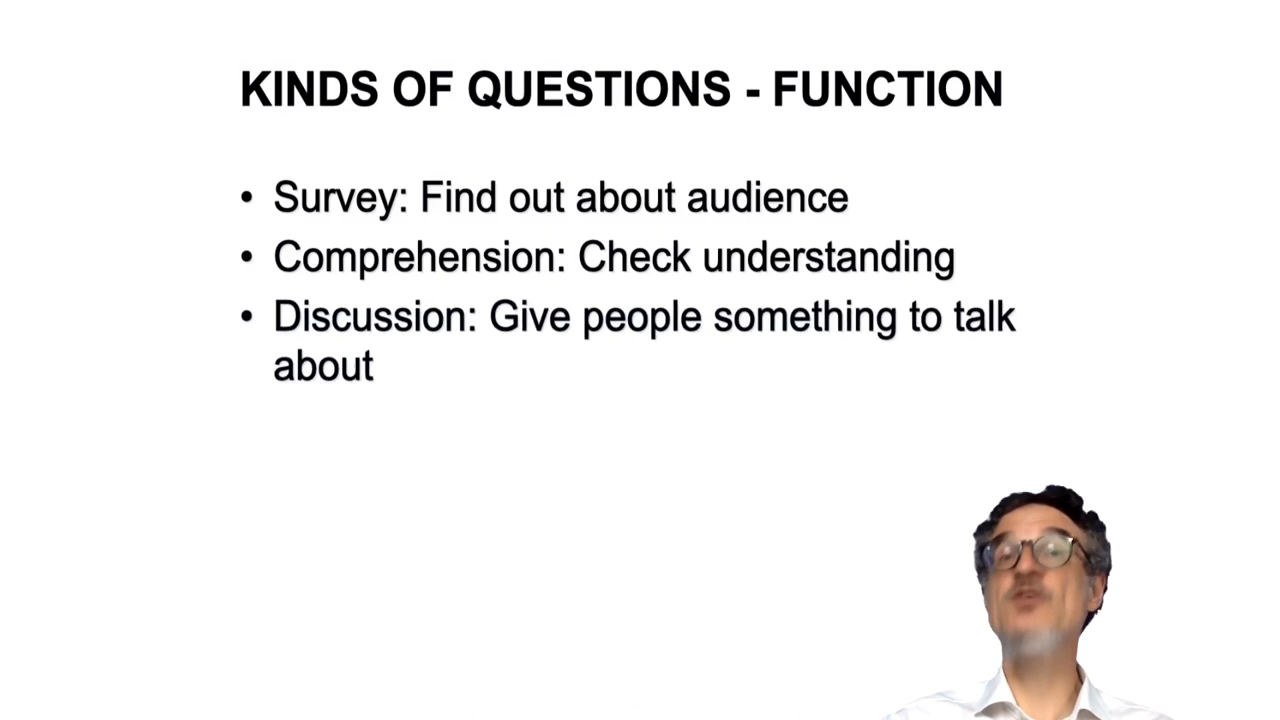 KINDS OF QUESTIONS - FUNCTION
• Survey: Find out about audience
• Comprehension: Check understanding
• Discussion: Give people something to talk
about